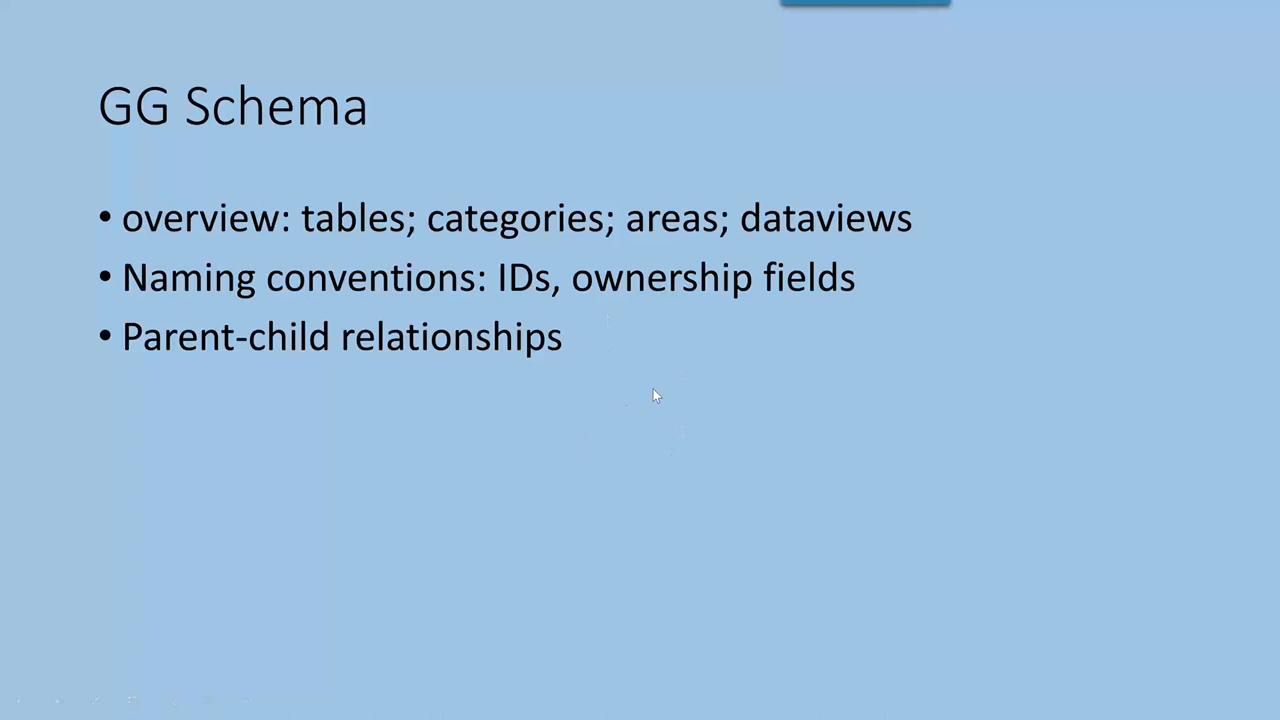 GG Schema
• overview: tables; categories; areas; dataviews
• Naming conventions: IDs, ownership fields
• Parent-child relationships